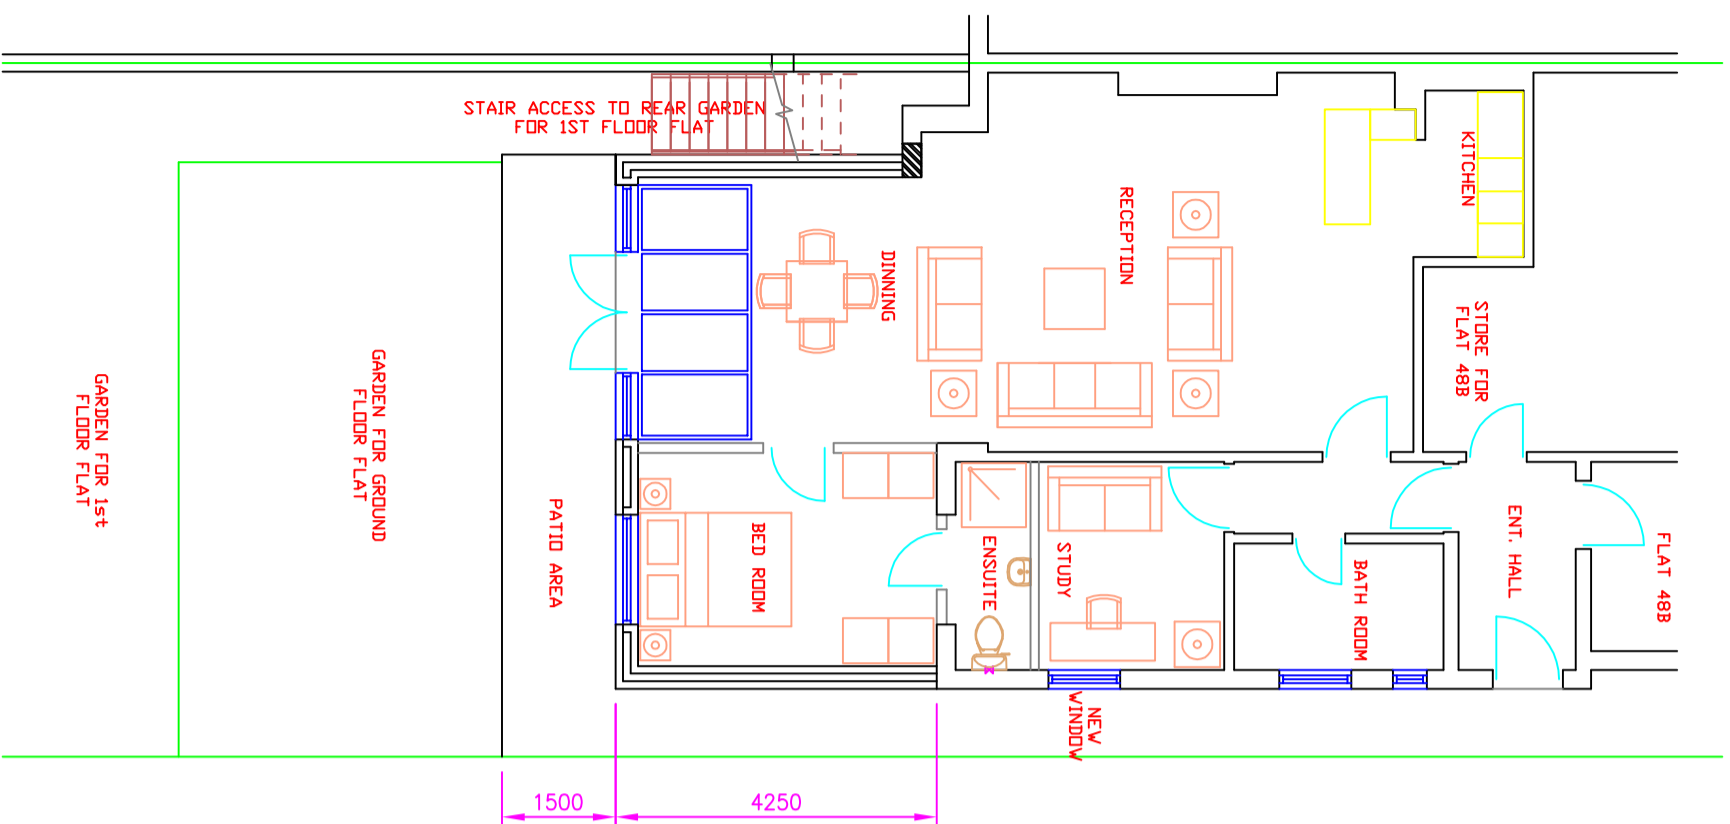 STAIR ACCESS TO REAR GARDEN
FOR 1ST FLOOR FLAT
KITCHEN
RECEPTION
DINNING
STORE FOR
FLAT 48B
GARDEN FOR GROUND
FLOOR FLAT
GARDEN FOR 1st
FLOOR FLAT
PATIO AREA
BED ROOM
ENSUITE
STUDY
BATH ROOM
ENT. HALL
FLAT 48B
NEW
WINDOW
1500
4250